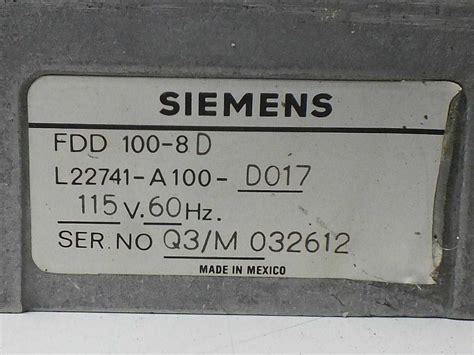 SIEMENS
FDD 100-8 D
L22741-A100- D017
115 V. 60 Hz.
SER. NO Q3/M 032612
MADE IN MEXICO